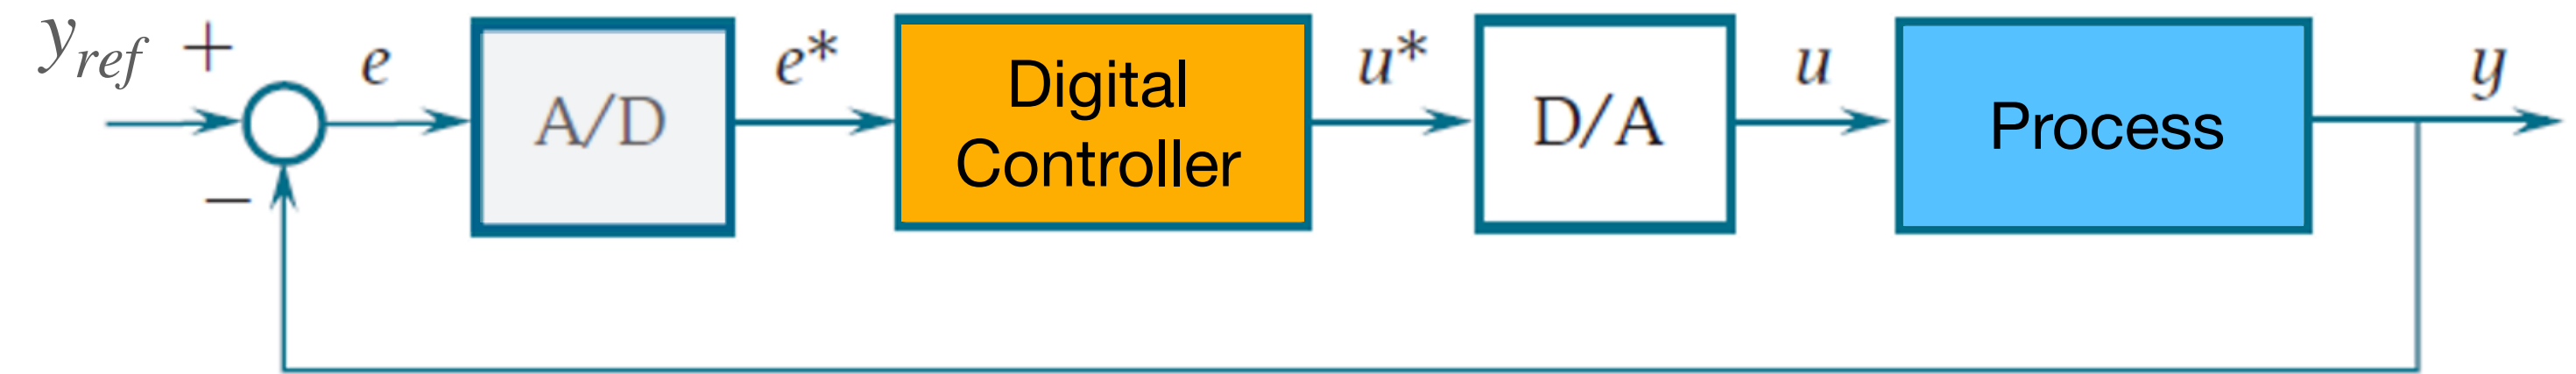 y_ref
+
e
A/D
e*
Digital
Controller
u*
D/A
u
Process
y
−